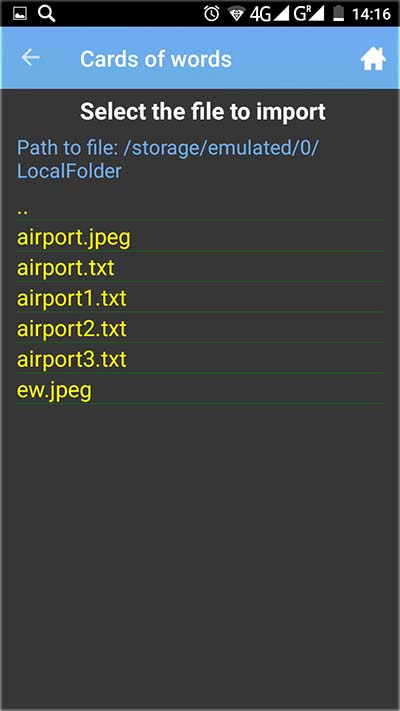 4G G R 14:16
Cards of words
Select the file to import
Path to file: /storage/emulated/0/
LocalFolder
..
airport.jpeg
airport.txt
airport1.txt
airport2.txt
airport3.txt
ew.jpeg